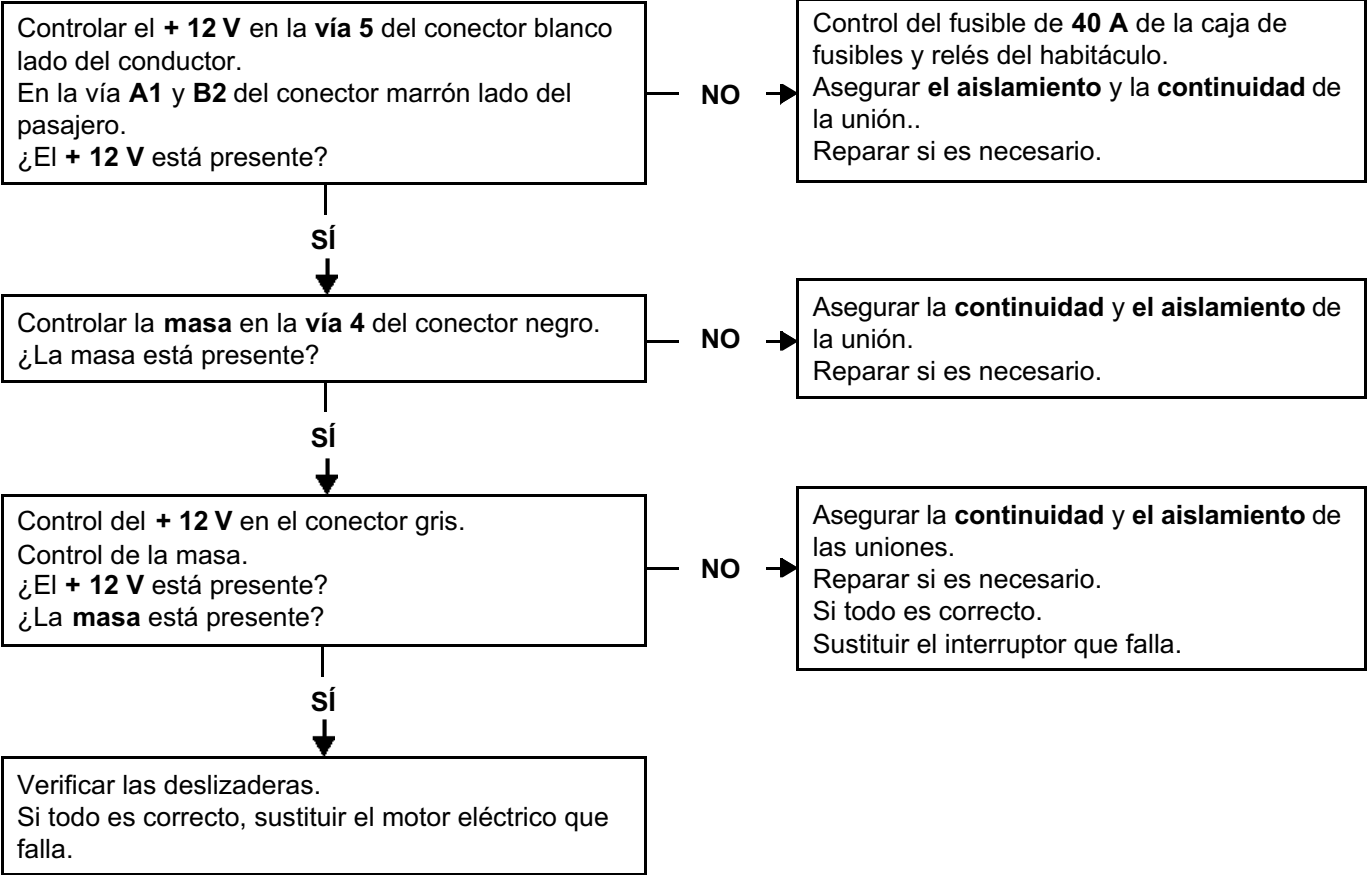 Controlar el + 12 V en la vía 5 del conector blanco
lado del conductor.
En la vía A1 y B2 del conector marrón lado del
pasajero.
¿El + 12 V está presente?
NO
Control del fusible de 40 A de la caja de
fusibles y relés del habitáculo.
Asegurar el aislamiento y la continuidad de
la unión..
Reparar si es necesario.
SÍ
Controlar la masa en la vía 4 del conector negro.
¿La masa está presente?
NO
Asegurar la continuidad y el aislamiento de
la unión.
Reparar si es necesario.
SÍ
Control del + 12 V en el conector gris.
Control de la masa.
¿El + 12 V está presente?
¿La masa está presente?
NO
Asegurar la continuidad y el aislamiento de
las uniones.
Reparar si es necesario.
Si todo es correcto.
Sustituir el interruptor que falla.
SÍ
Verificar las deslizaderas.
Si todo es correcto, sustituir el motor eléctrico que
falla.